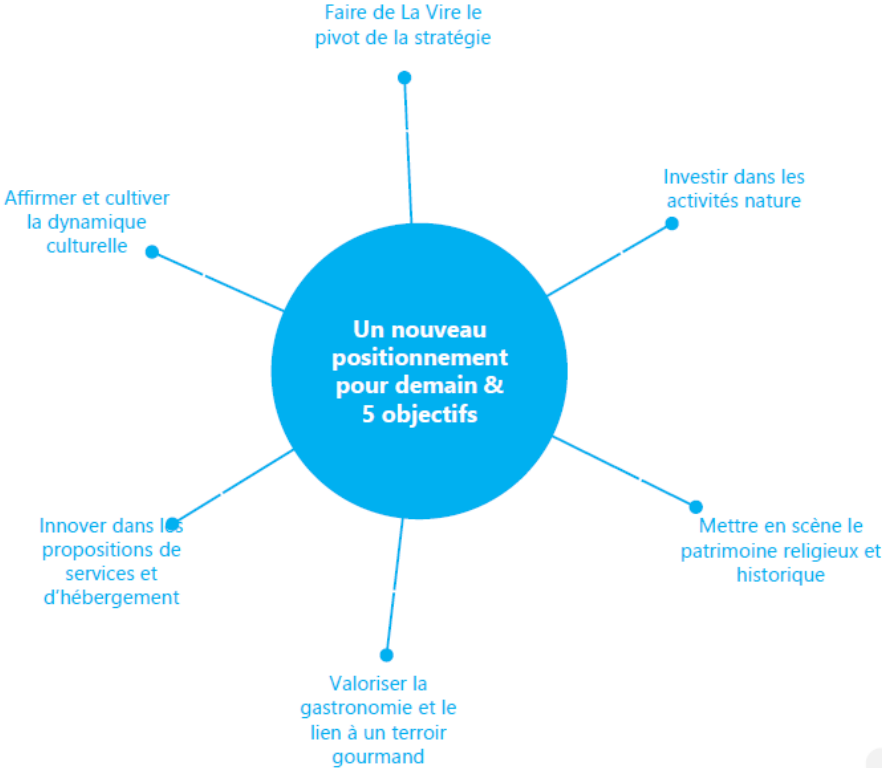 Faire de La Vire le
pivot de la stratégie
Investir dans les
activités nature
Affirmer et cultiver
la dynamique
culturelle
Un nouveau
positionnement
pour demain &
5 objectifs
Innover dans les
propositions de
services et
d'hébergement
Mettre en scène le
patrimoine religieux et
historique
Valoriser la
gastronomie et le
lien à un terroir
gourmand